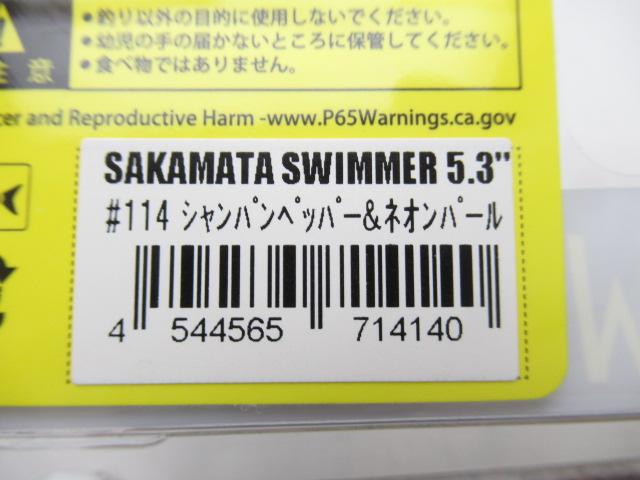 ●釣り以外の目的に使用しないでください。
●幼児の手の届かないところに保管してください。
注意
●食べ物ではありません。
cer and Reproductive Harm -www.P65Warnings.ca.gov
SAKAMATA SWIMMER 5.3"
#114 ｼｬﾝﾊﾟﾝﾍﾟｯﾊﾟｰ&ﾈｵﾝﾊﾟｰﾙ
4 544565 714140